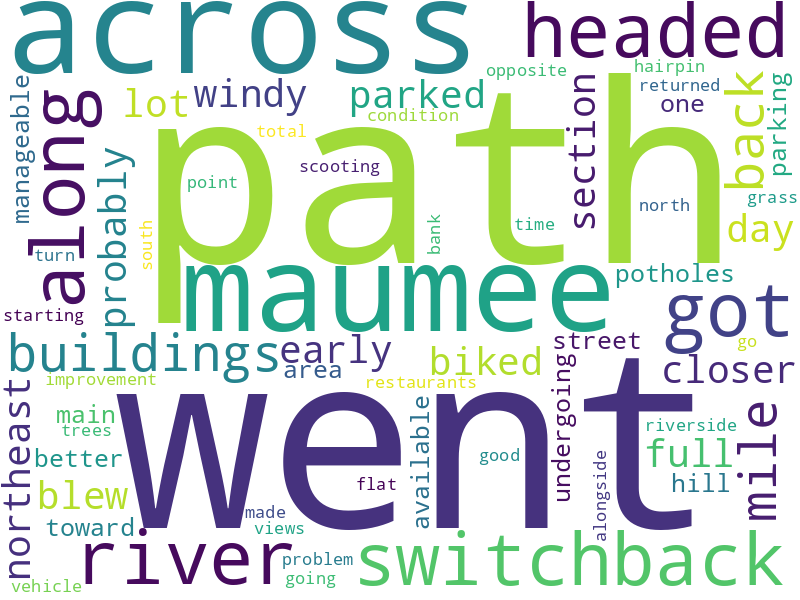 across
headed
path
along
windy
lot
parked
opposite
hairpin
returned
one
section
back
parking
manageable
total
condition
scooting
probably
point
grass
north
day
time
bank
south
turn
maumee
potholes
starting
got
buildings
early
street
go
closer
area
biked
improvement
restaurants
undergoing
northeast
main
trees
went
available
riverside
mile
better
good
full
blew
flat
hill
alongside
toward
made
views
river
switchback
problem
going
vehicle